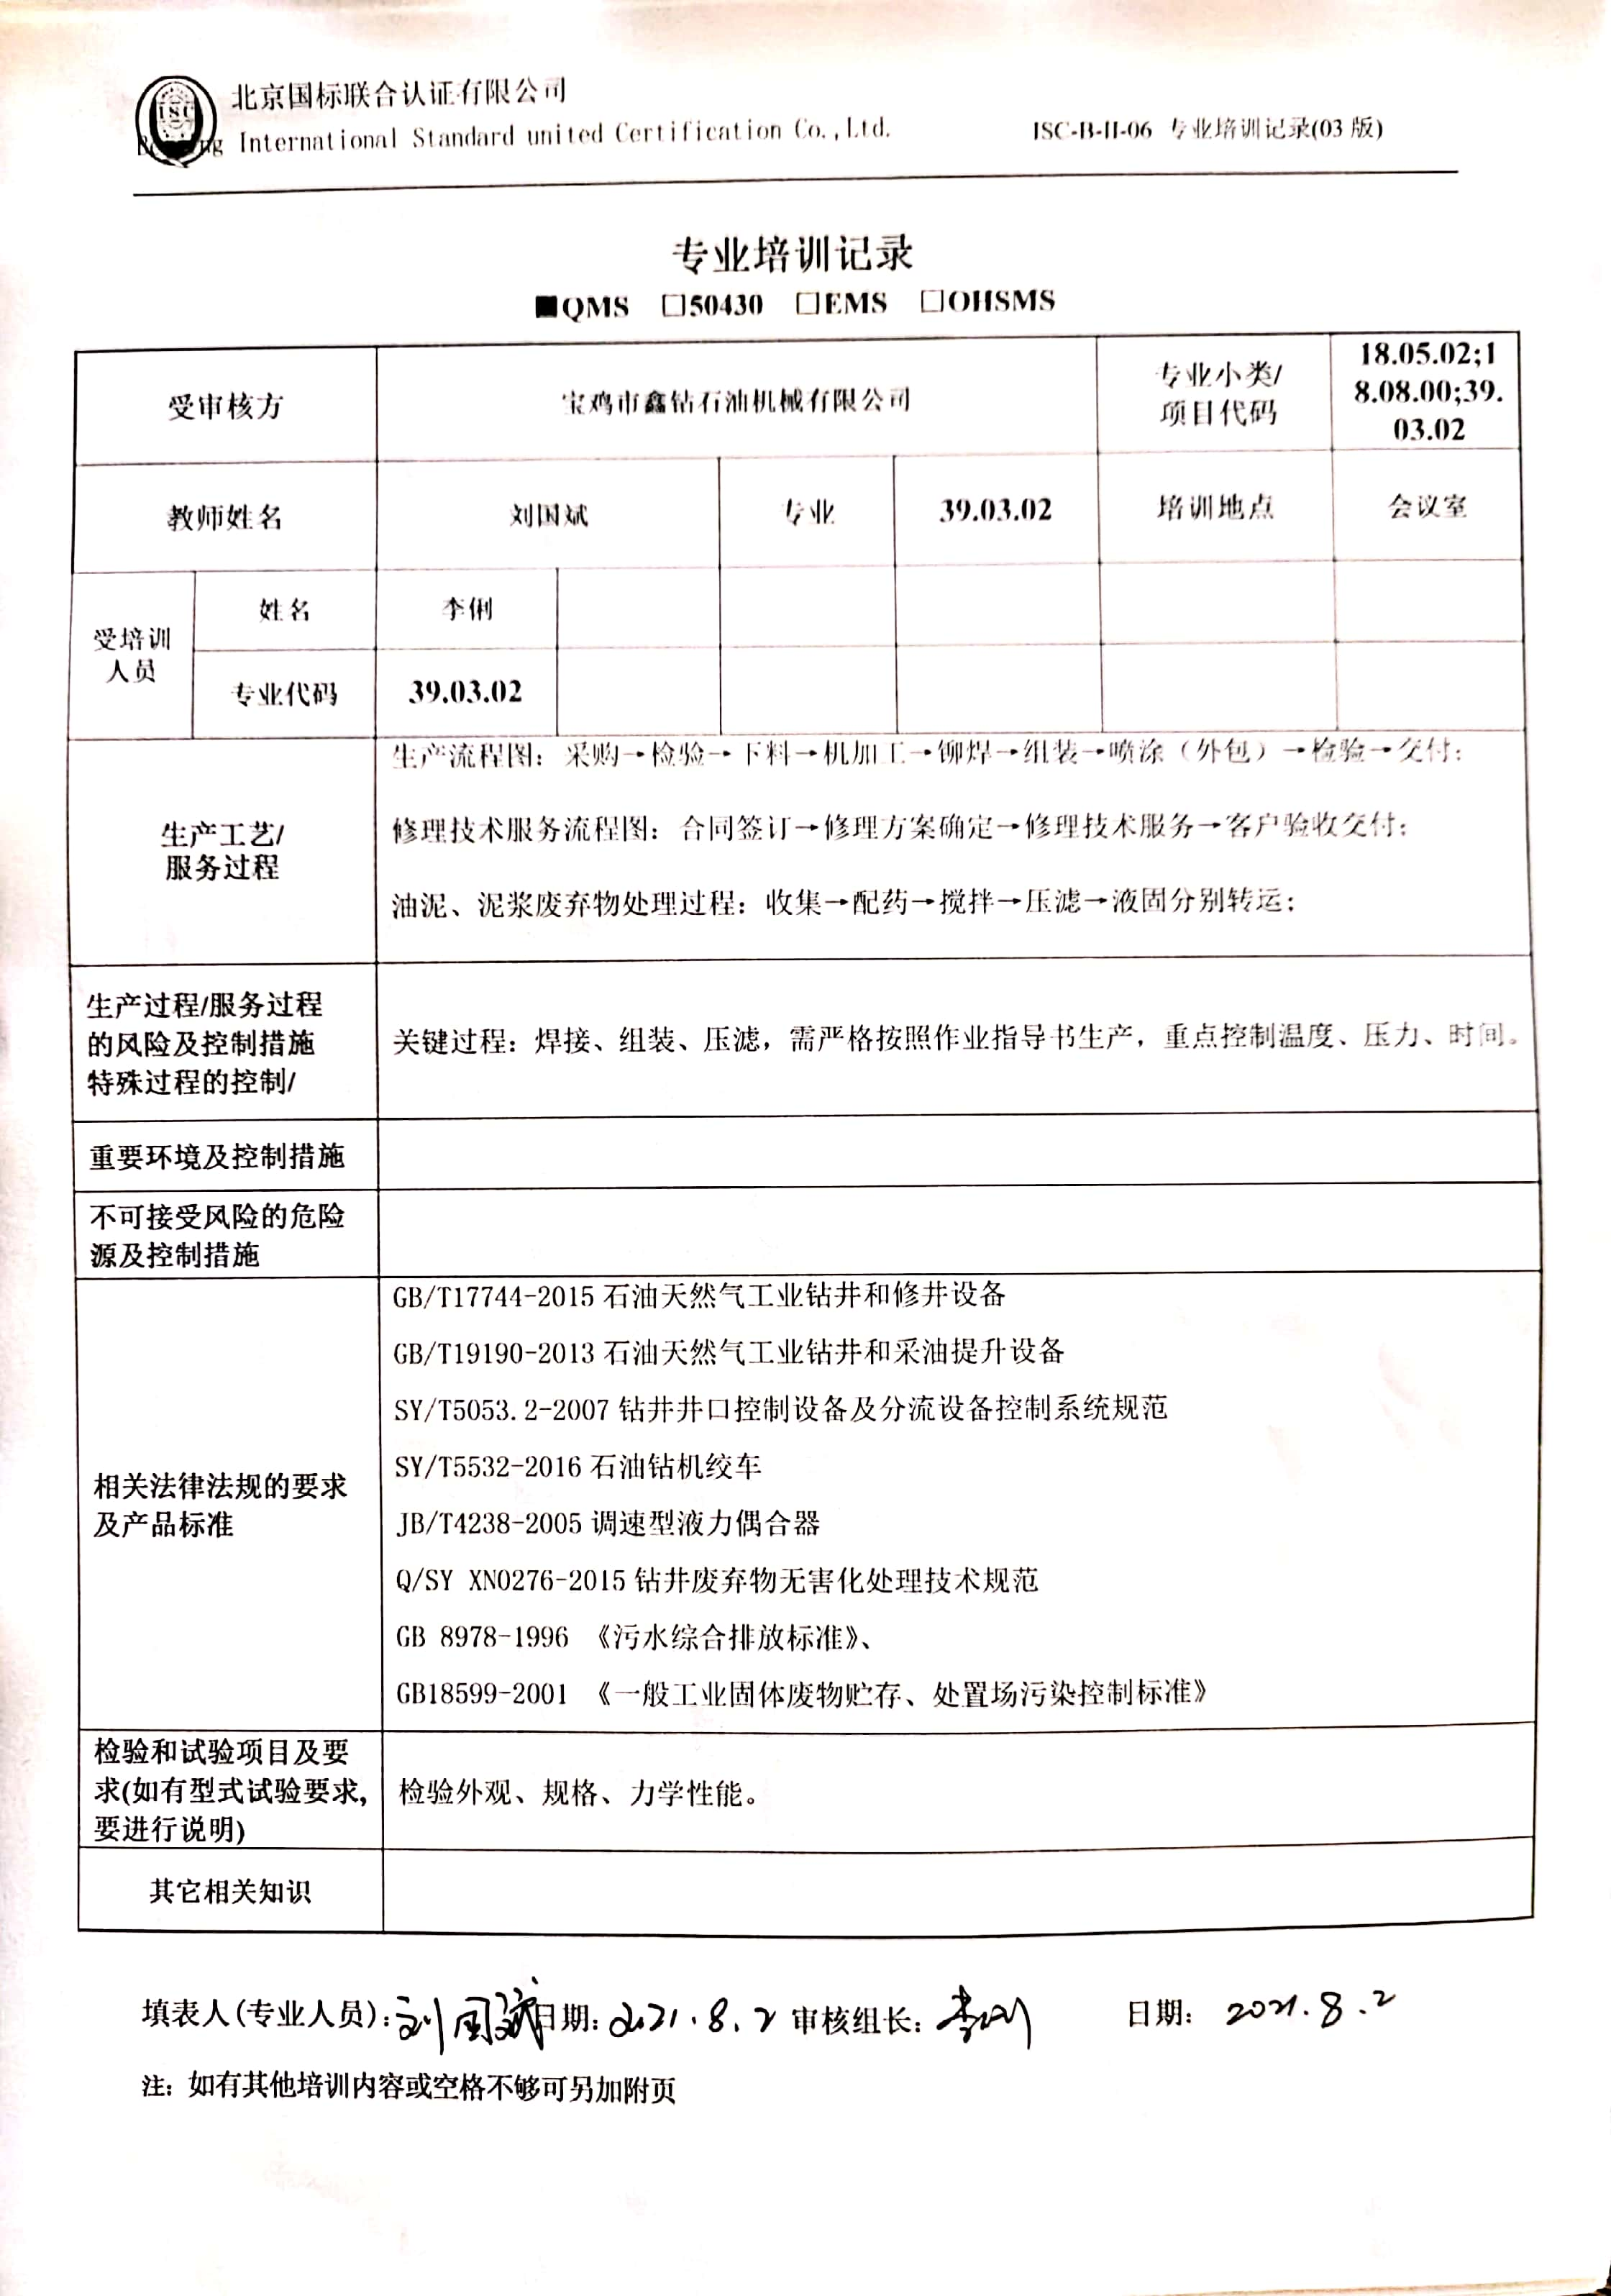 北京国标联合认证有限公司
International Standard united Certification Co.,Ltd.
ISC-B-II-06 专业培训记录(03 版)
专业培训记录
■QMS □50430 □EMS □OHSMS
受审核方 宝鸡市鑫钻石油机械有限公司 专业小类/ 18.05.02;1
项目代码 8.08.00;39.
03.02
教师姓名 刘国斌 专业 39.03.02 培训地点 会议室
受培训
人员
姓名 李俐
专业代码 39.03.02
生产工艺/
服务过程
生产流程图：采购→检验→下料→机加工→铆焊→组装→喷涂（外包）→检验→交付；
修理技术服务流程图：合同签订→修理方案确定→修理技术服务→客户验收交付；
油泥、泥浆废弃物处理过程：收集→配药→搅拌→压滤→液固分别转运；
生产过程/服务过程
的风险及控制措施
特殊过程的控制/
关键过程：焊接、组装、压滤，需严格按照作业指导书生产，重点控制温度、压力、时间。
重要环境及控制措施
不可接受风险的危险
源及控制措施
相关法律法规的要求
及产品标准
GB/T17744-2015 石油天然气工业钻井和修井设备
GB/T19190-2013 石油天然气工业钻井和采油提升设备
SY/T5053.2-2007 钻井井口控制设备及分流设备控制系统规范
SY/T5532-2016 石油钻机绞车
JB/T4238-2005 调速型液力偶合器
Q/SY XN0276-2015 钻井废弃物无害化处理技术规范
GB 8978-1996 《污水综合排放标准》、
GB18599-2001 《一般工业固体废物贮存、处置场污染控制标准》
检验和试验项目及要
求(如有型式试验要求,
要进行说明)
检验外观、规格、力学性能。
其它相关知识
填表人(专业人员): 刘国斌 日期: 2021.8.2 审核组长: 李俐 日期: 2021.8.2
注: 如有其他培训内容或空格不够可另加附页